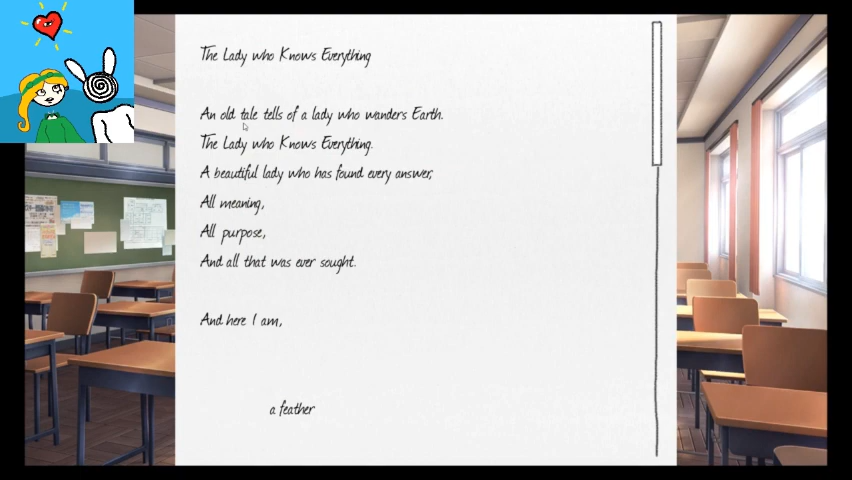 The Lady who Knows Everything
An old tale tells of a lady who wanders Earth.
The Lady who Knows Everything.
A beautiful lady who has found every answer,
All meaning,
All purpose,
And all that was ever sought.
And here I am,
a feather